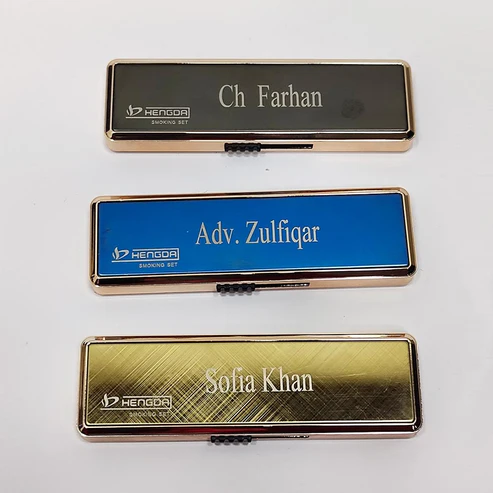 Ch Farhan
HENGDA
SMOKING SET
Adv. Zulfiqar
HENGDA
SMOKING SET
Sofia Khan
HENGDA
SMOKING SET